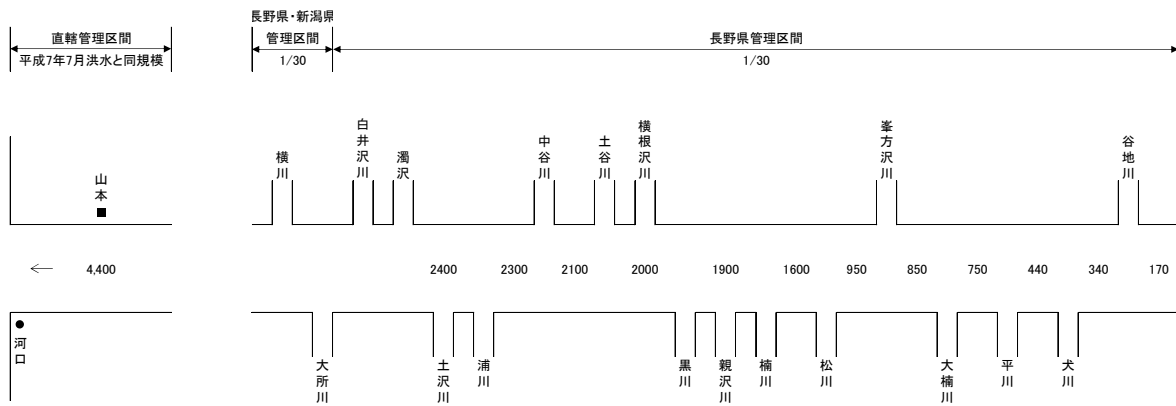 長野県・新潟県
直轄管理区間
管理区間
長野県管理区間
平成7年7月洪水と同規模
1/30
1/30
横川
白井沢川
濁沢
中谷川
土谷川
横根沢川
峯方沢川
谷地川
山本
■
← 4,400 2400 2300 2100 2000 1900 1600 950 850 750 440 340 170
●
河口
大所川
土沢川
浦川
黒川
親沢川
楠川
松川
大楠川
平川
犬川